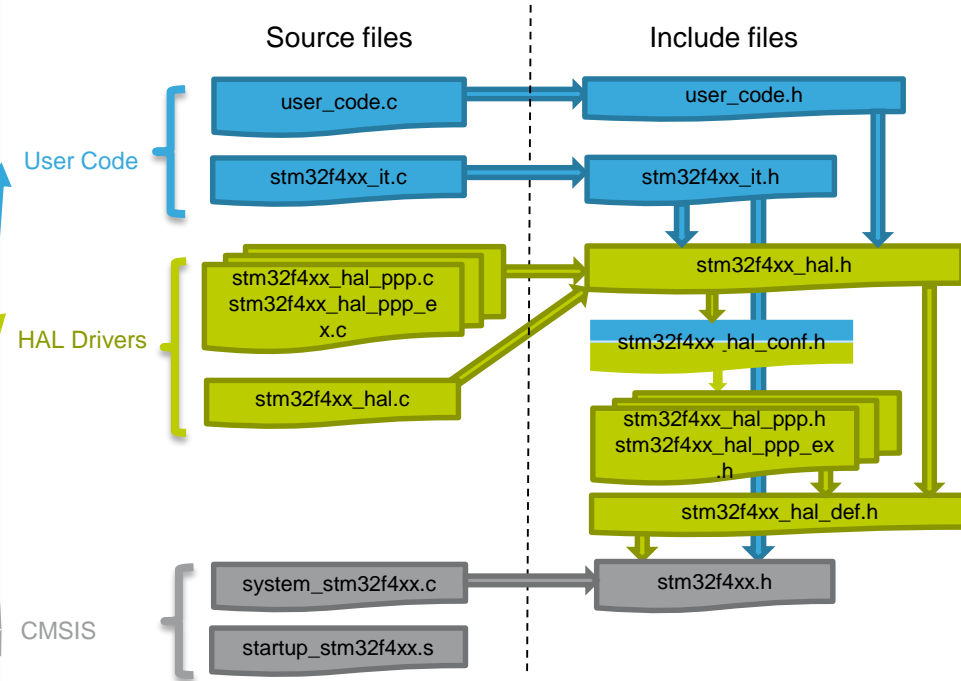 Source files
Include files
user_code.c
user_code.h
User Code
stm32f4xx_it.c
stm32f4xx_it.h
stm32f4xx_hal_ppp.c
stm32f4xx_hal_ppp_e
x.c
stm32f4xx_hal.h
HAL Drivers
stm32f4xx_hal_conf.h
stm32f4xx_hal.c
stm32f4xx_hal_ppp.h
stm32f4xx_hal_ppp_ex
.h
stm32f4xx_hal_def.h
system_stm32f4xx.c
stm32f4xx.h
CMSIS
startup_stm32f4xx.s